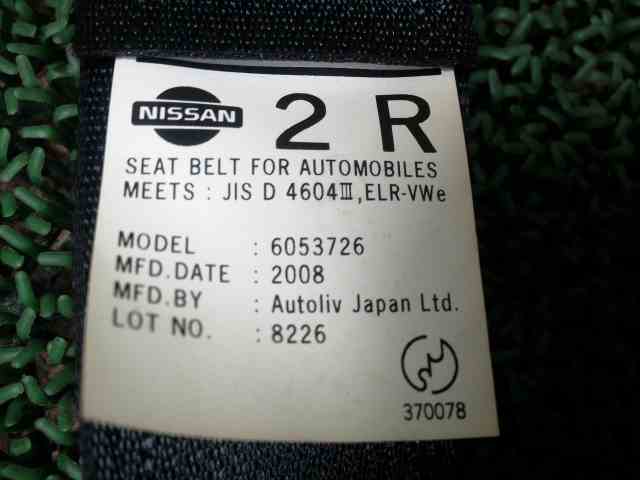 NISSAN 2 R
SEAT BELT FOR AUTOMOBILES
MEETS : JIS D 4604Ⅲ,ELR-VWe
MODEL : 6053726
MFD.DATE : 2008
MFD.BY : Autoliv Japan Ltd.
LOT NO. : 8226
370078